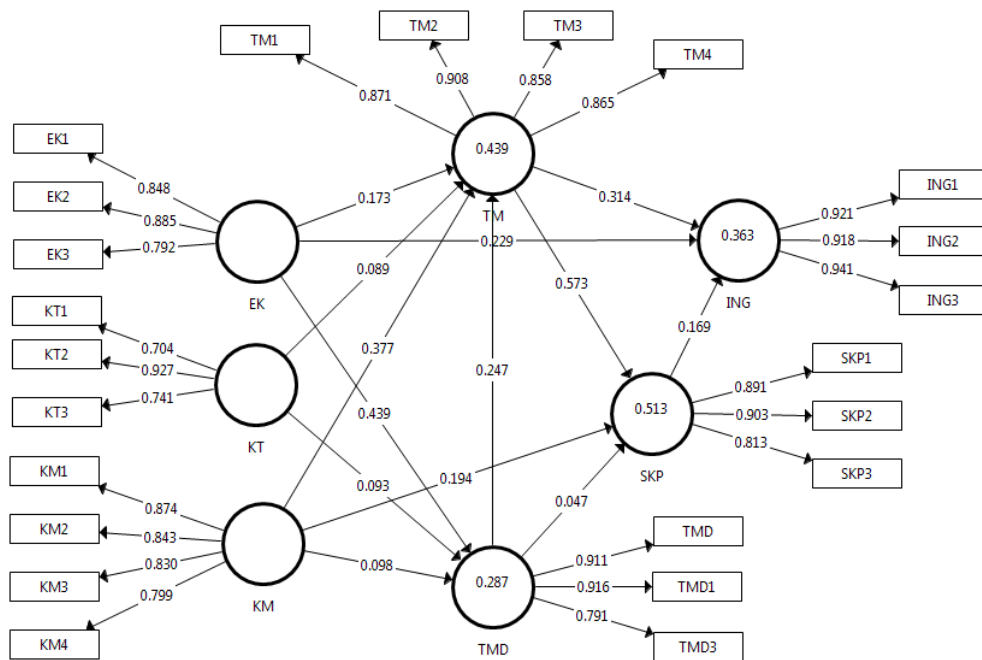 TM1
TM2
TM3
TM4
0.871
0.908
0.858
0.865
0.439
TM
EK1
EK2
EK3
0.848
0.885
0.792
EK
0.173
0.229
0.314
0.363
ING
0.921
0.918
0.941
ING1
ING2
ING3
0.089
0.573
0.377
0.247
0.169
KT1
KT2
KT3
0.704
0.927
0.741
KT
0.439
0.093
0.513
SKP
0.891
0.903
0.813
SKP1
SKP2
SKP3
0.194
0.047
KM1
KM2
KM3
KM4
0.874
0.843
0.830
0.799
KM
0.098
0.287
TMD
0.911
0.916
0.791
TMD
TMD1
TMD3